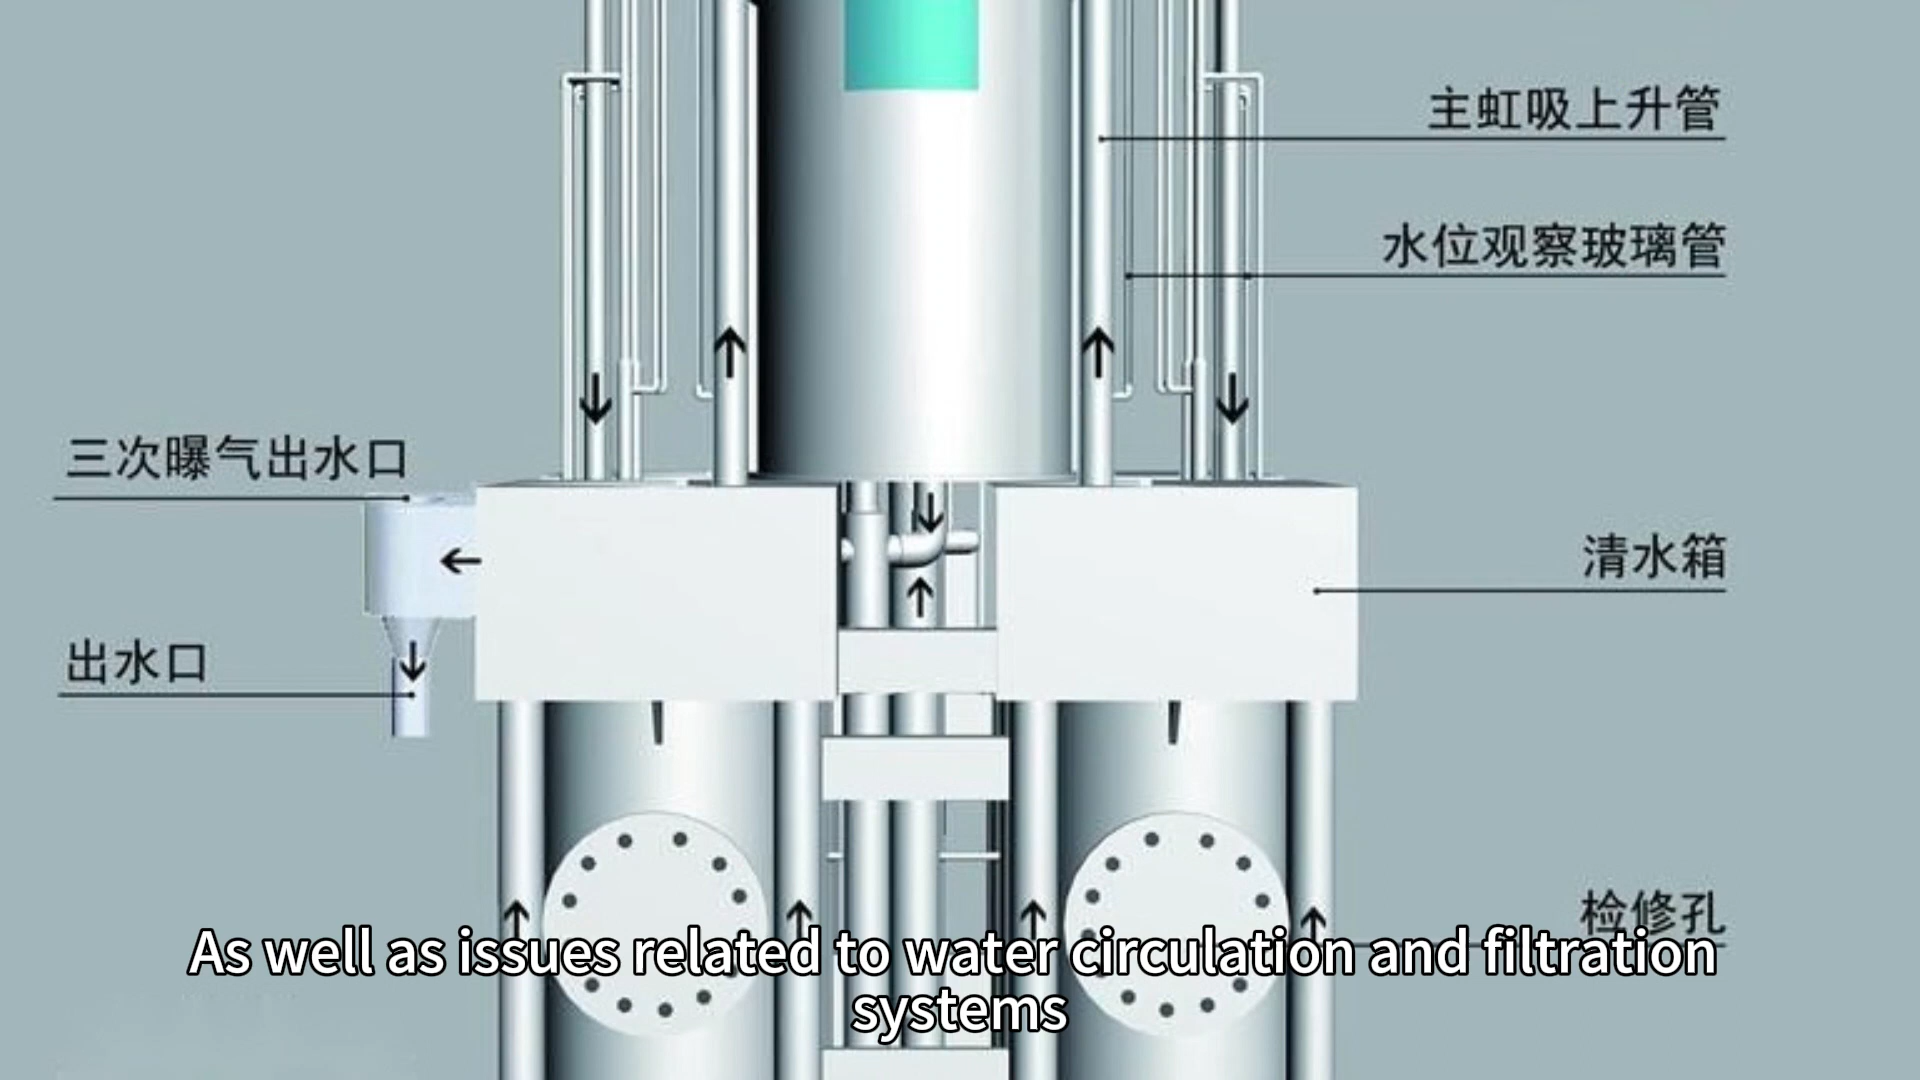 主虹吸上升管
水位观察玻璃管
三次曝气出水口
清水箱
出水口
检修孔
As well as issues related to water circulation and filtration
systems